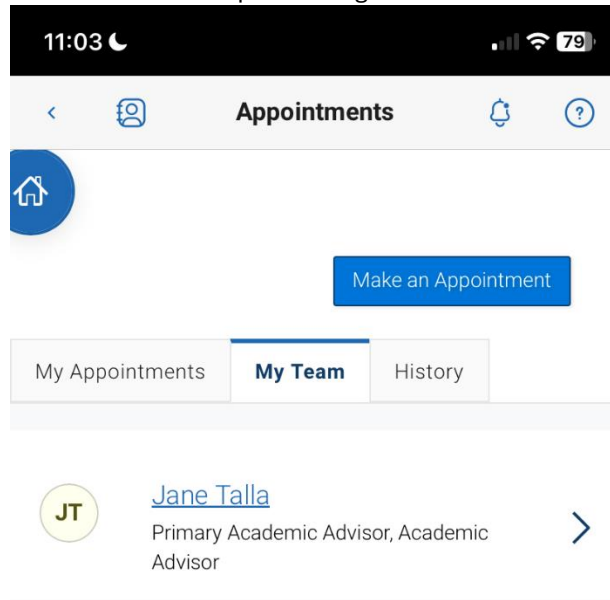 11:03
79
Appointments
?
Make an Appointment
My Appointments My Team History
JT
Jane Talla
Primary Academic Advisor, Academic
Advisor